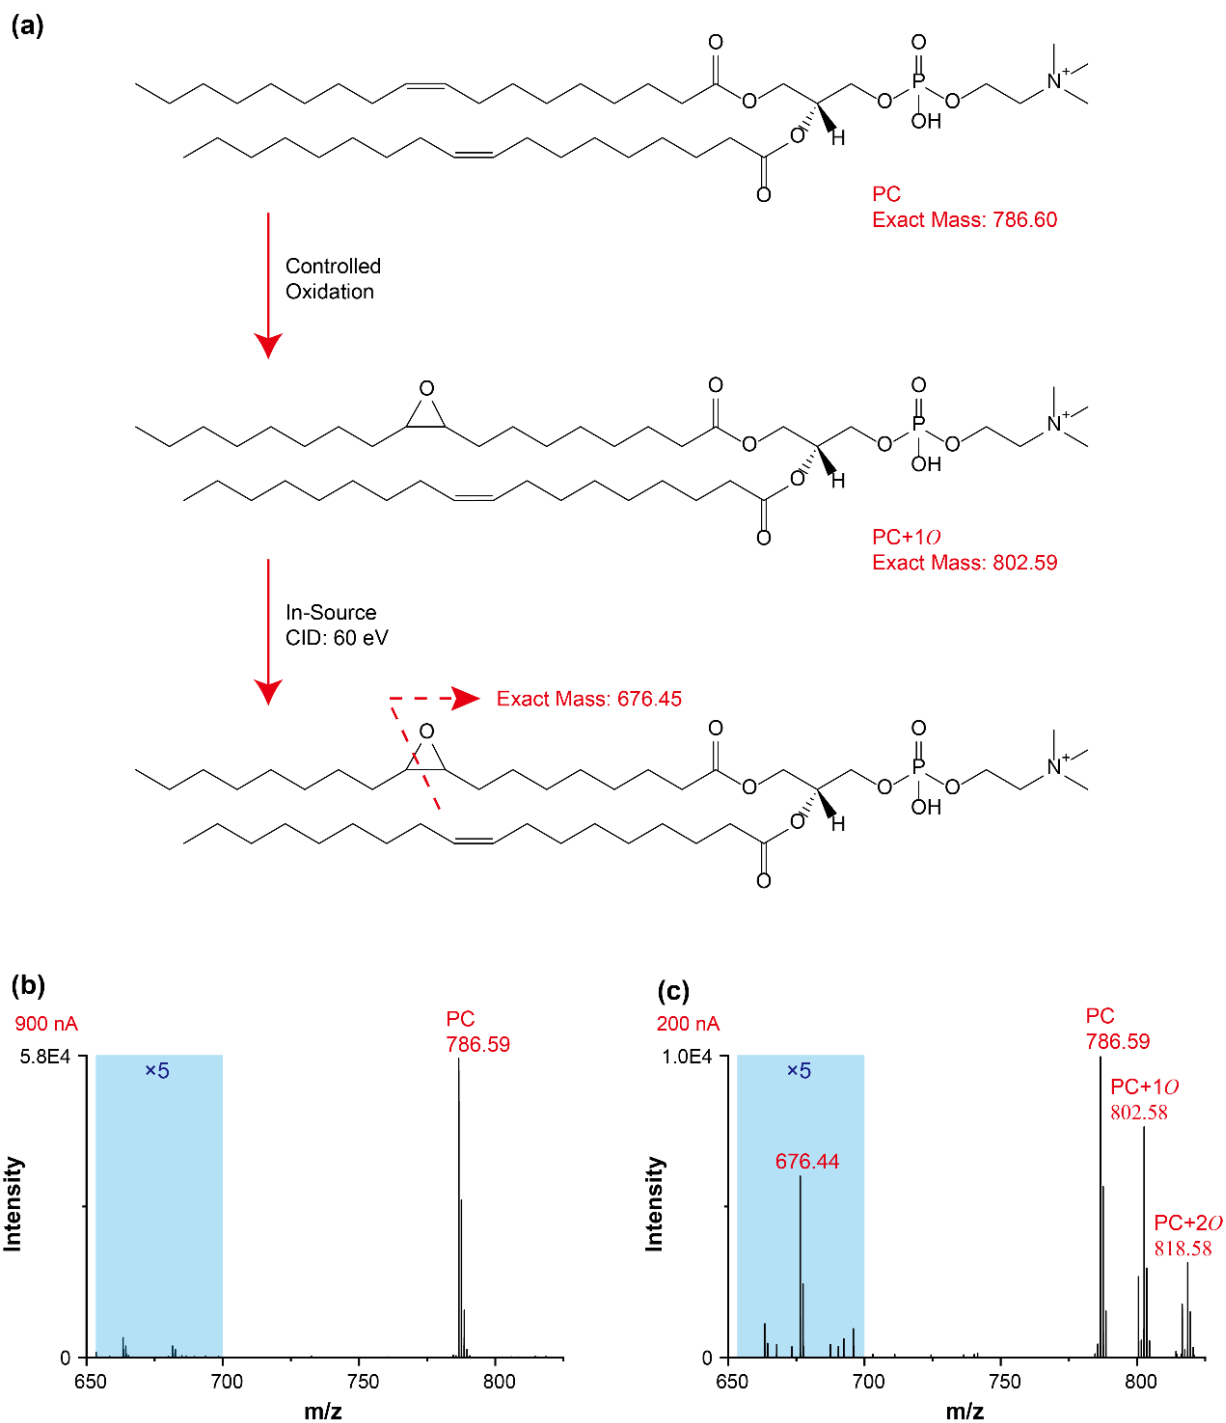 (a)
O
O
O
O
P
O
N+
OH
O
H
O
PC
Exact Mass: 786.60
Controlled
Oxidation
O
O
O
O
O
P
O
N+
OH
O
H
O
PC+1O
Exact Mass: 802.59
In-Source
CID: 60 eV
Exact Mass: 676.45
O
O
O
O
O
P
O
N+
OH
O
H
O
(b)
900 nA
5.8E4
×5
PC
786.59
Intensity
0
650
700
750
800
m/z
(c)
200 nA
1.0E4
×5
676.44
PC
786.59
PC+1O
802.58
PC+2O
818.58
Intensity
0
650
700
750
800
m/z